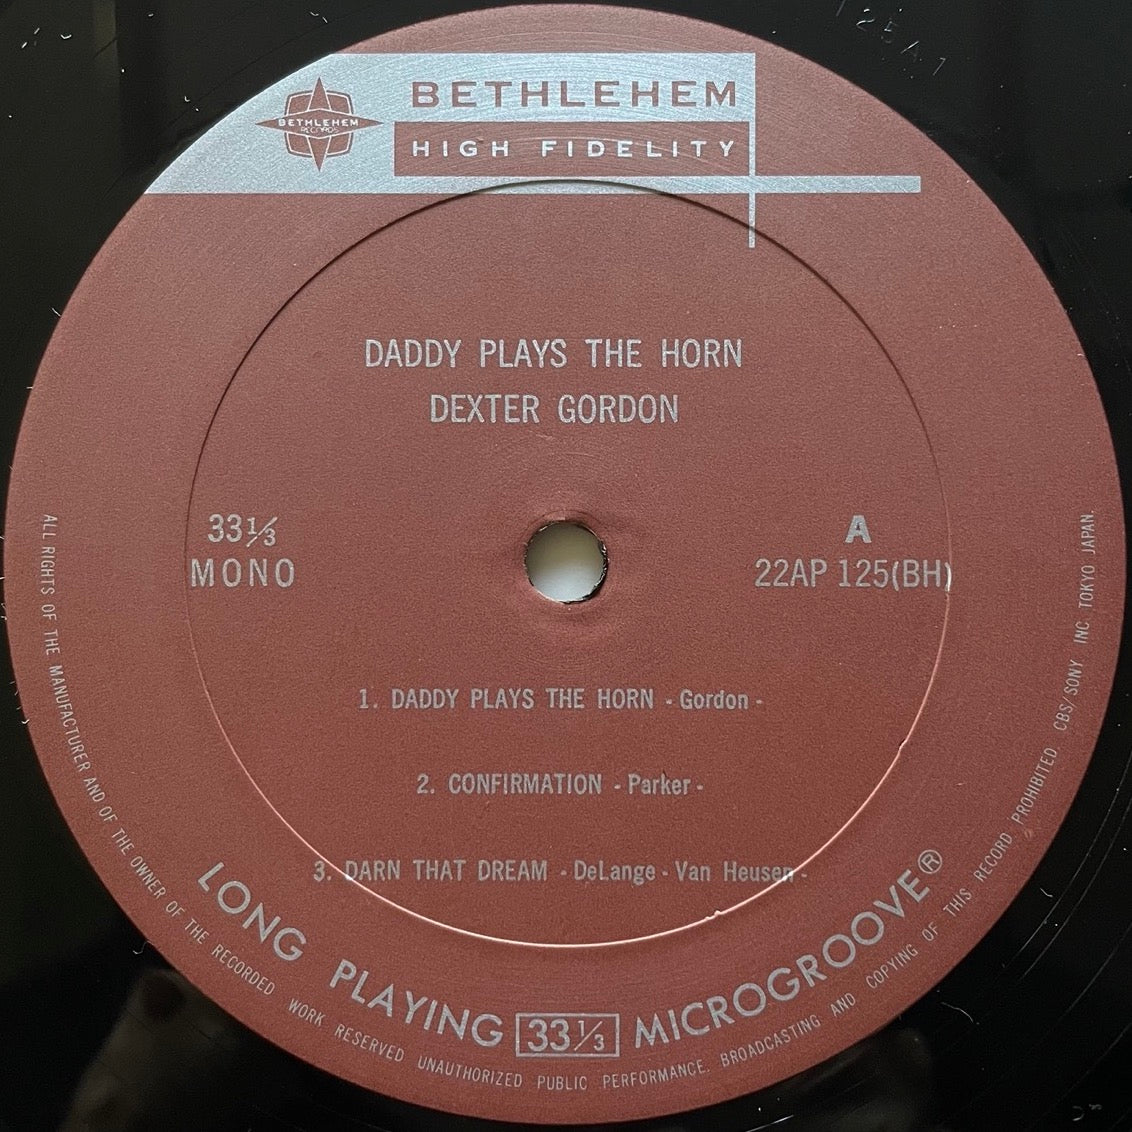 BETHLEHEM
RECORDS
BETHLEHEM
HIGH FIDELITY
DADDY PLAYS THE HORN
DEXTER GORDON
33⅓
MONO
A
22AP 125(BH)
1. DADDY PLAYS THE HORN - Gordon -
2. CONFIRMATION - Parker -
3. DARN THAT DREAM - DeLange - Van Heusen -
LONG PLAYING 33⅓ MICROGROOVE®
ALL RIGHTS OF THE MANUFACTURER AND OF THE OWNER OF THE RECORDED WORK RESERVED UNAUTHORIZED PUBLIC PERFORMANCE. BROADCASTING AND COPYING OF THIS RECORD PROHIBITED CBS/SONY INC. TOKYO JAPAN.